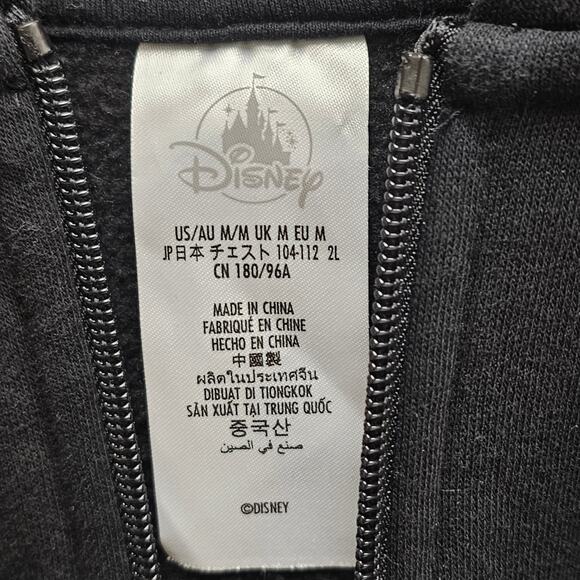 Disney
US/AU M/M UK M EU M
JP日本 チェスト 104-112 2L
CN 180/96A
MADE IN CHINA
FABRIQUÉ EN CHINE
HECHO EN CHINA
中國製
ผลิตในประเทศจีน
DIBUAT DI TIONGKOK
SẢN XUẤT TẠI TRUNG QUỐC
중국산
صنع في الصين
©DISNEY